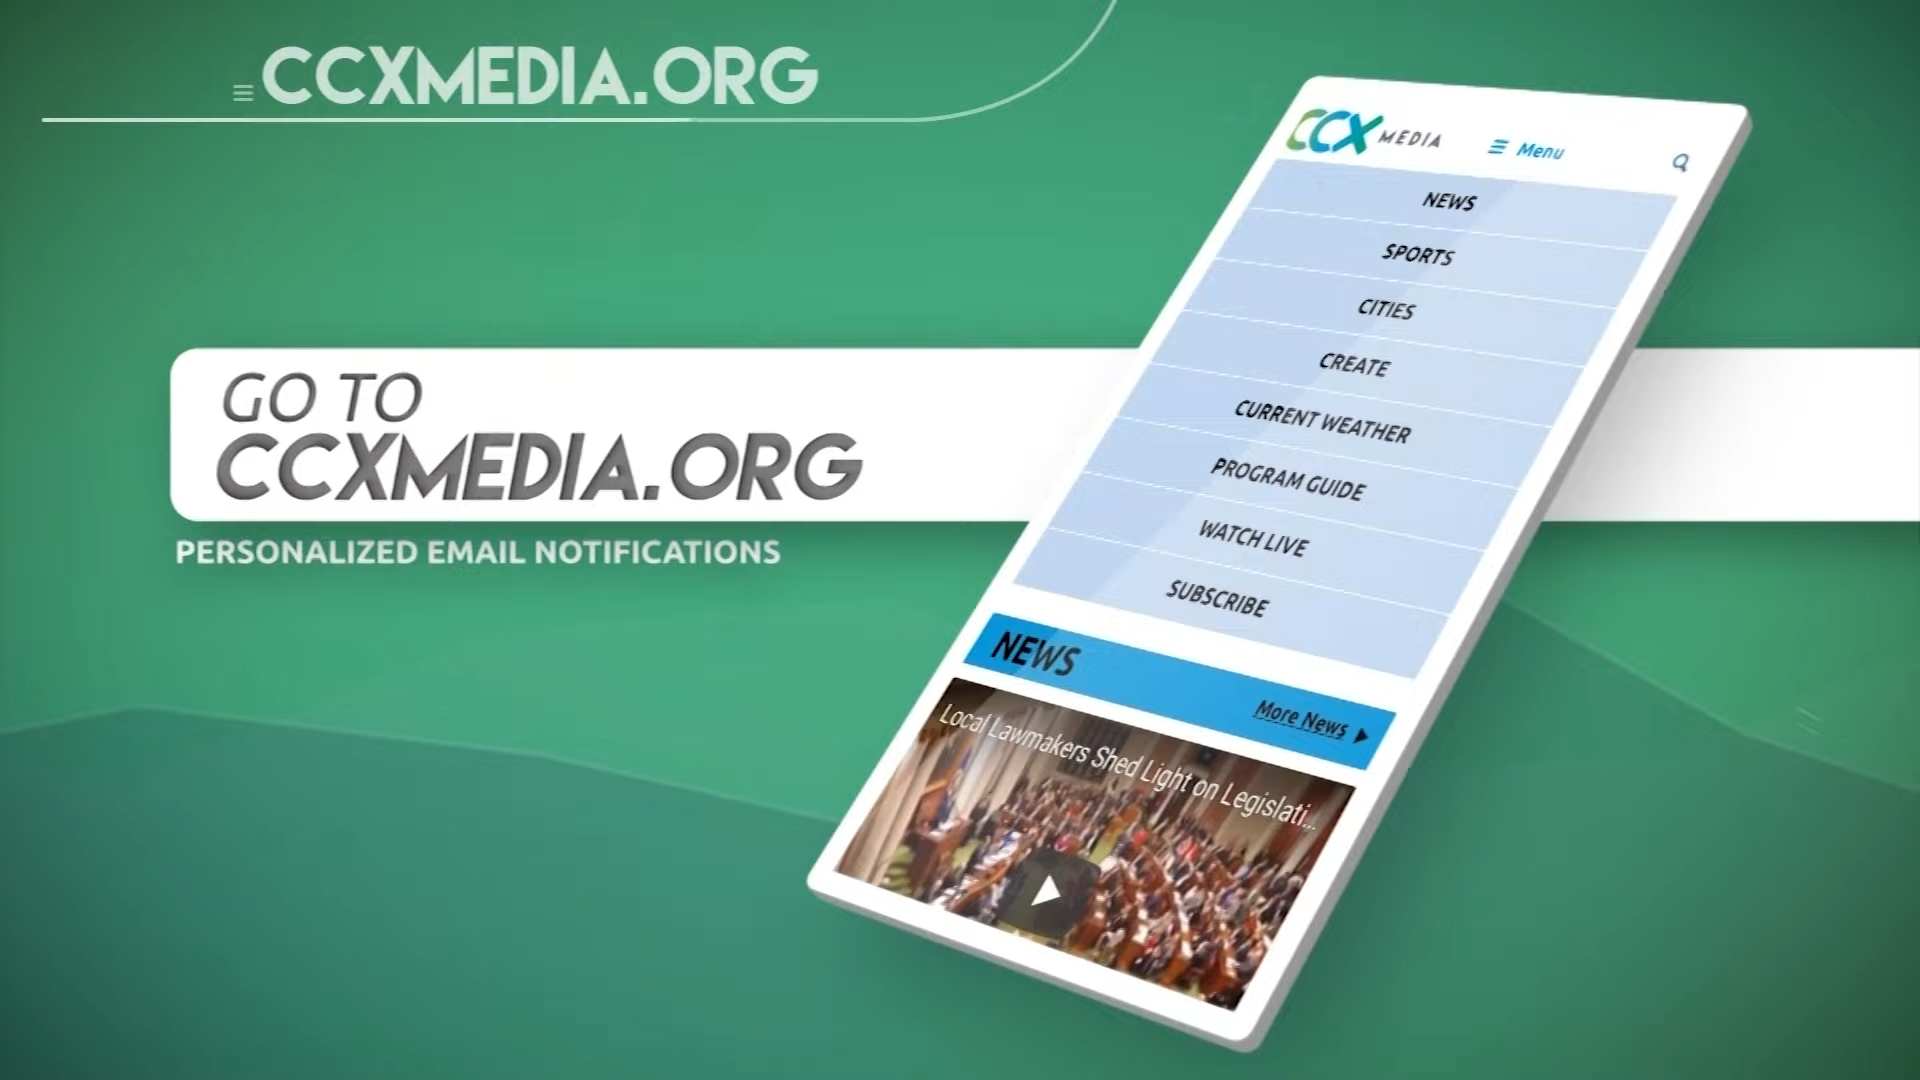 CCXMEDIA.ORG
GO TO
CCXMEDIA.ORG
PERSONALIZED EMAIL NOTIFICATIONS
CCX MEDIA
Menu
NEWS
SPORTS
CITIES
CREATE
CURRENT WEATHER
PROGRAM GUIDE
WATCH LIVE
SUBSCRIBE
NEWS
More News
Local Lawmakers Shed Light on Legislati...